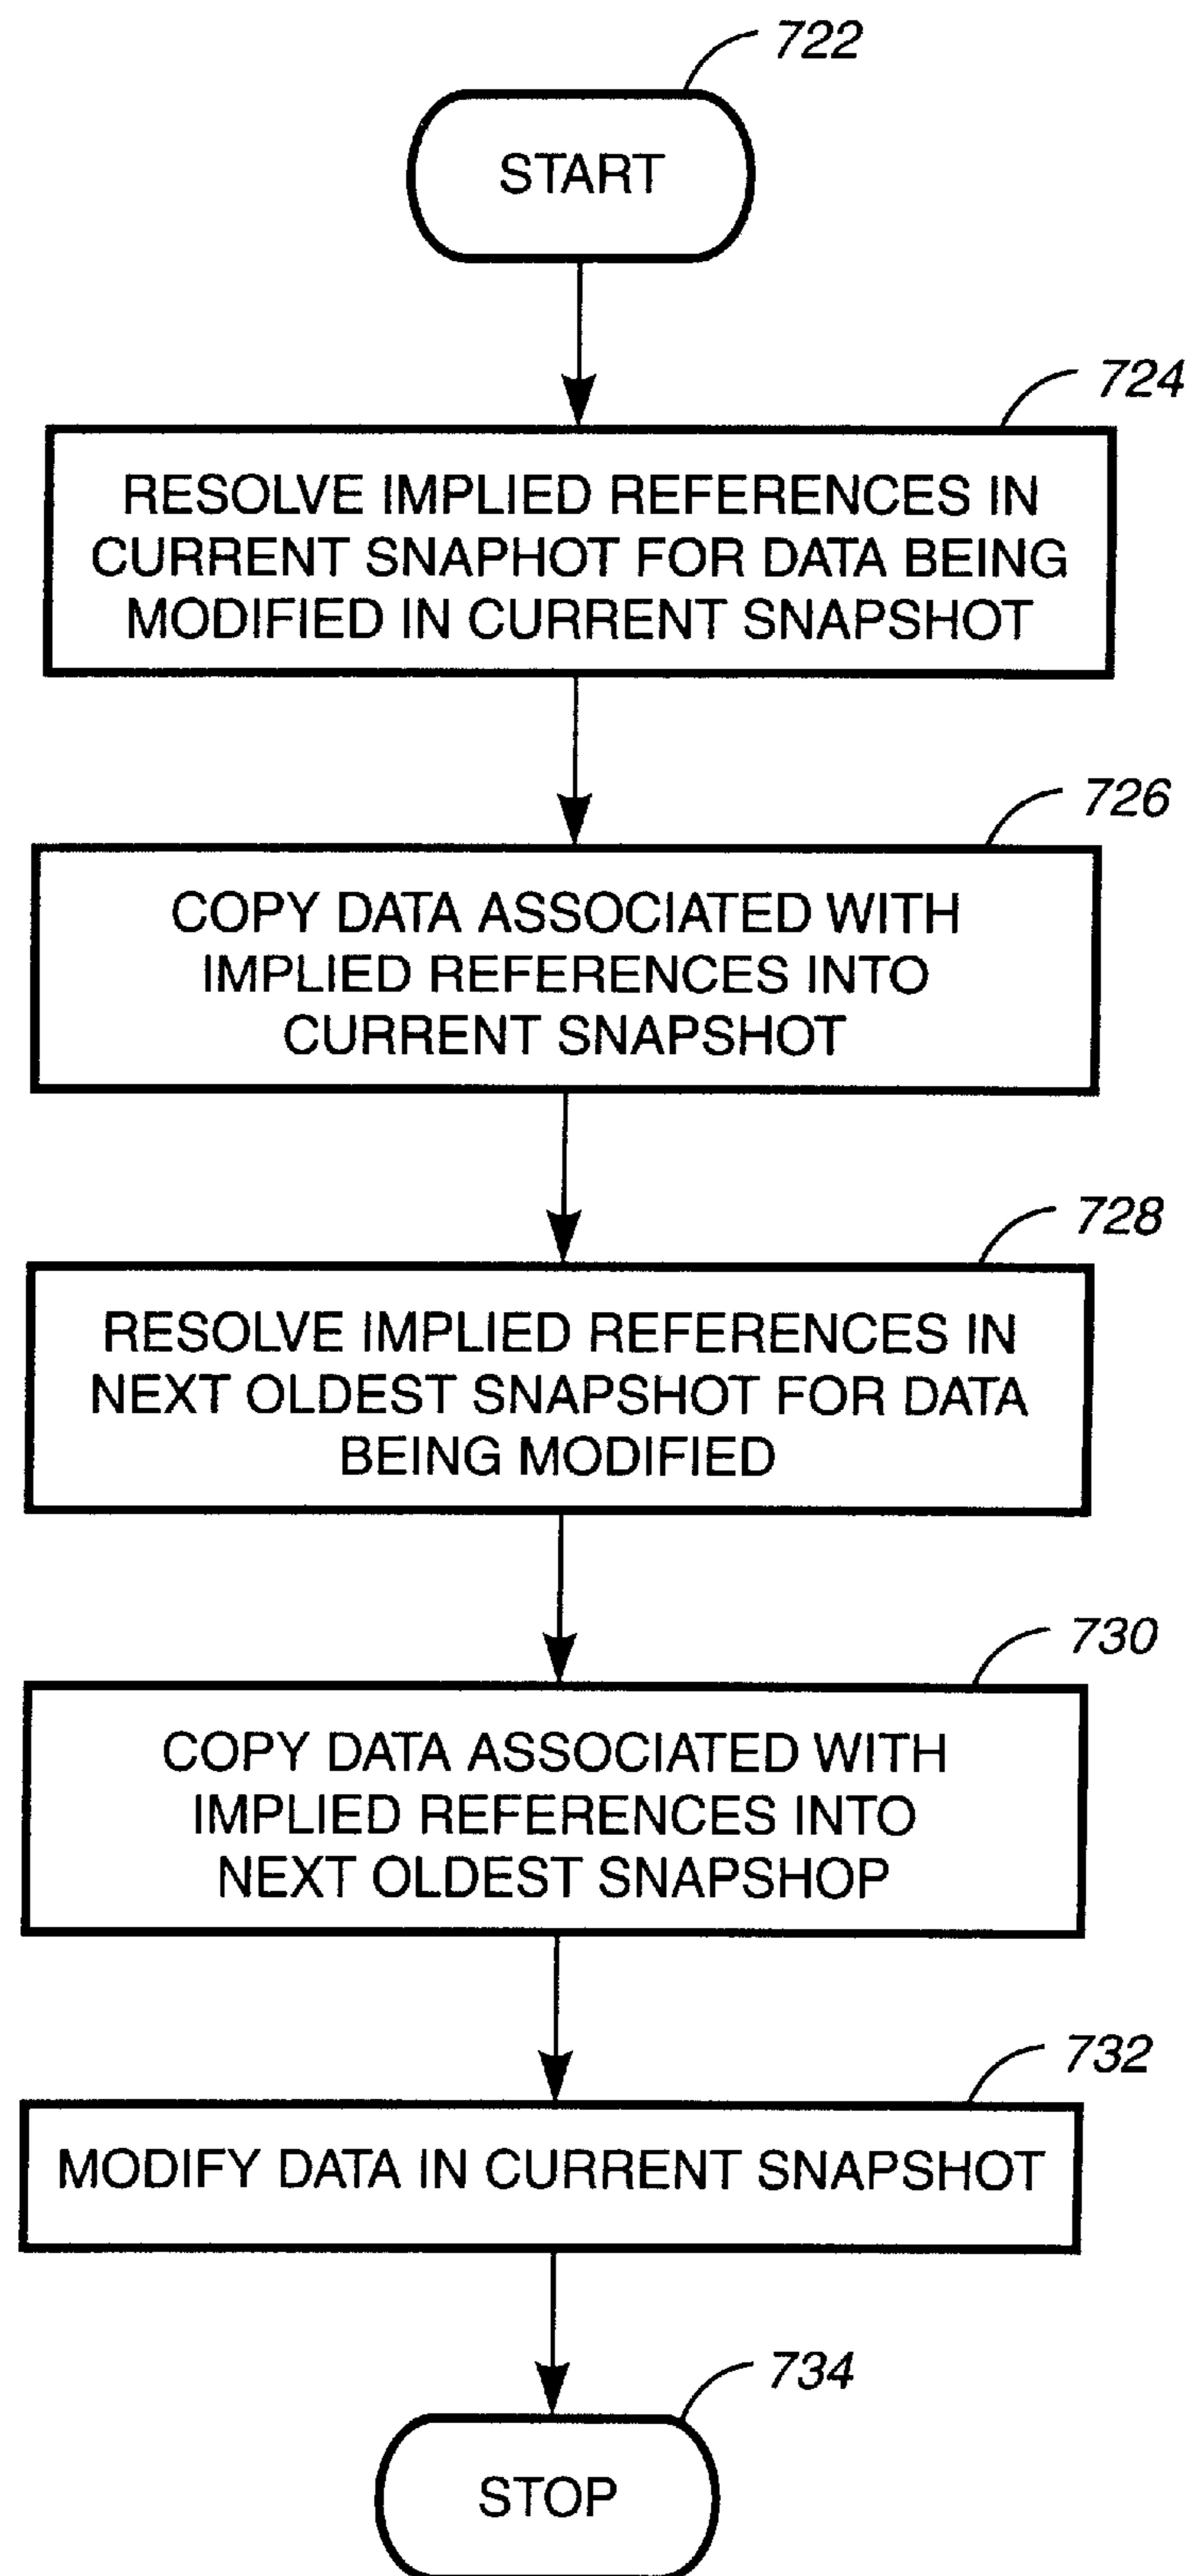 722
START
724
RESOLVE IMPLIED REFERENCES IN
CURRENT SNAPHOT FOR DATA BEING
MODIFIED IN CURRENT SNAPSHOT
726
COPY DATA ASSOCIATED WITH
IMPLIED REFERENCES INTO
CURRENT SNAPSHOT
728
RESOLVE IMPLIED REFERENCES IN
NEXT OLDEST SNAPSHOT FOR DATA
BEING MODIFIED
730
COPY DATA ASSOCIATED WITH
IMPLIED REFERENCES INTO
NEXT OLDEST SNAPSHOP
732
MODIFY DATA IN CURRENT SNAPSHOT
734
STOP